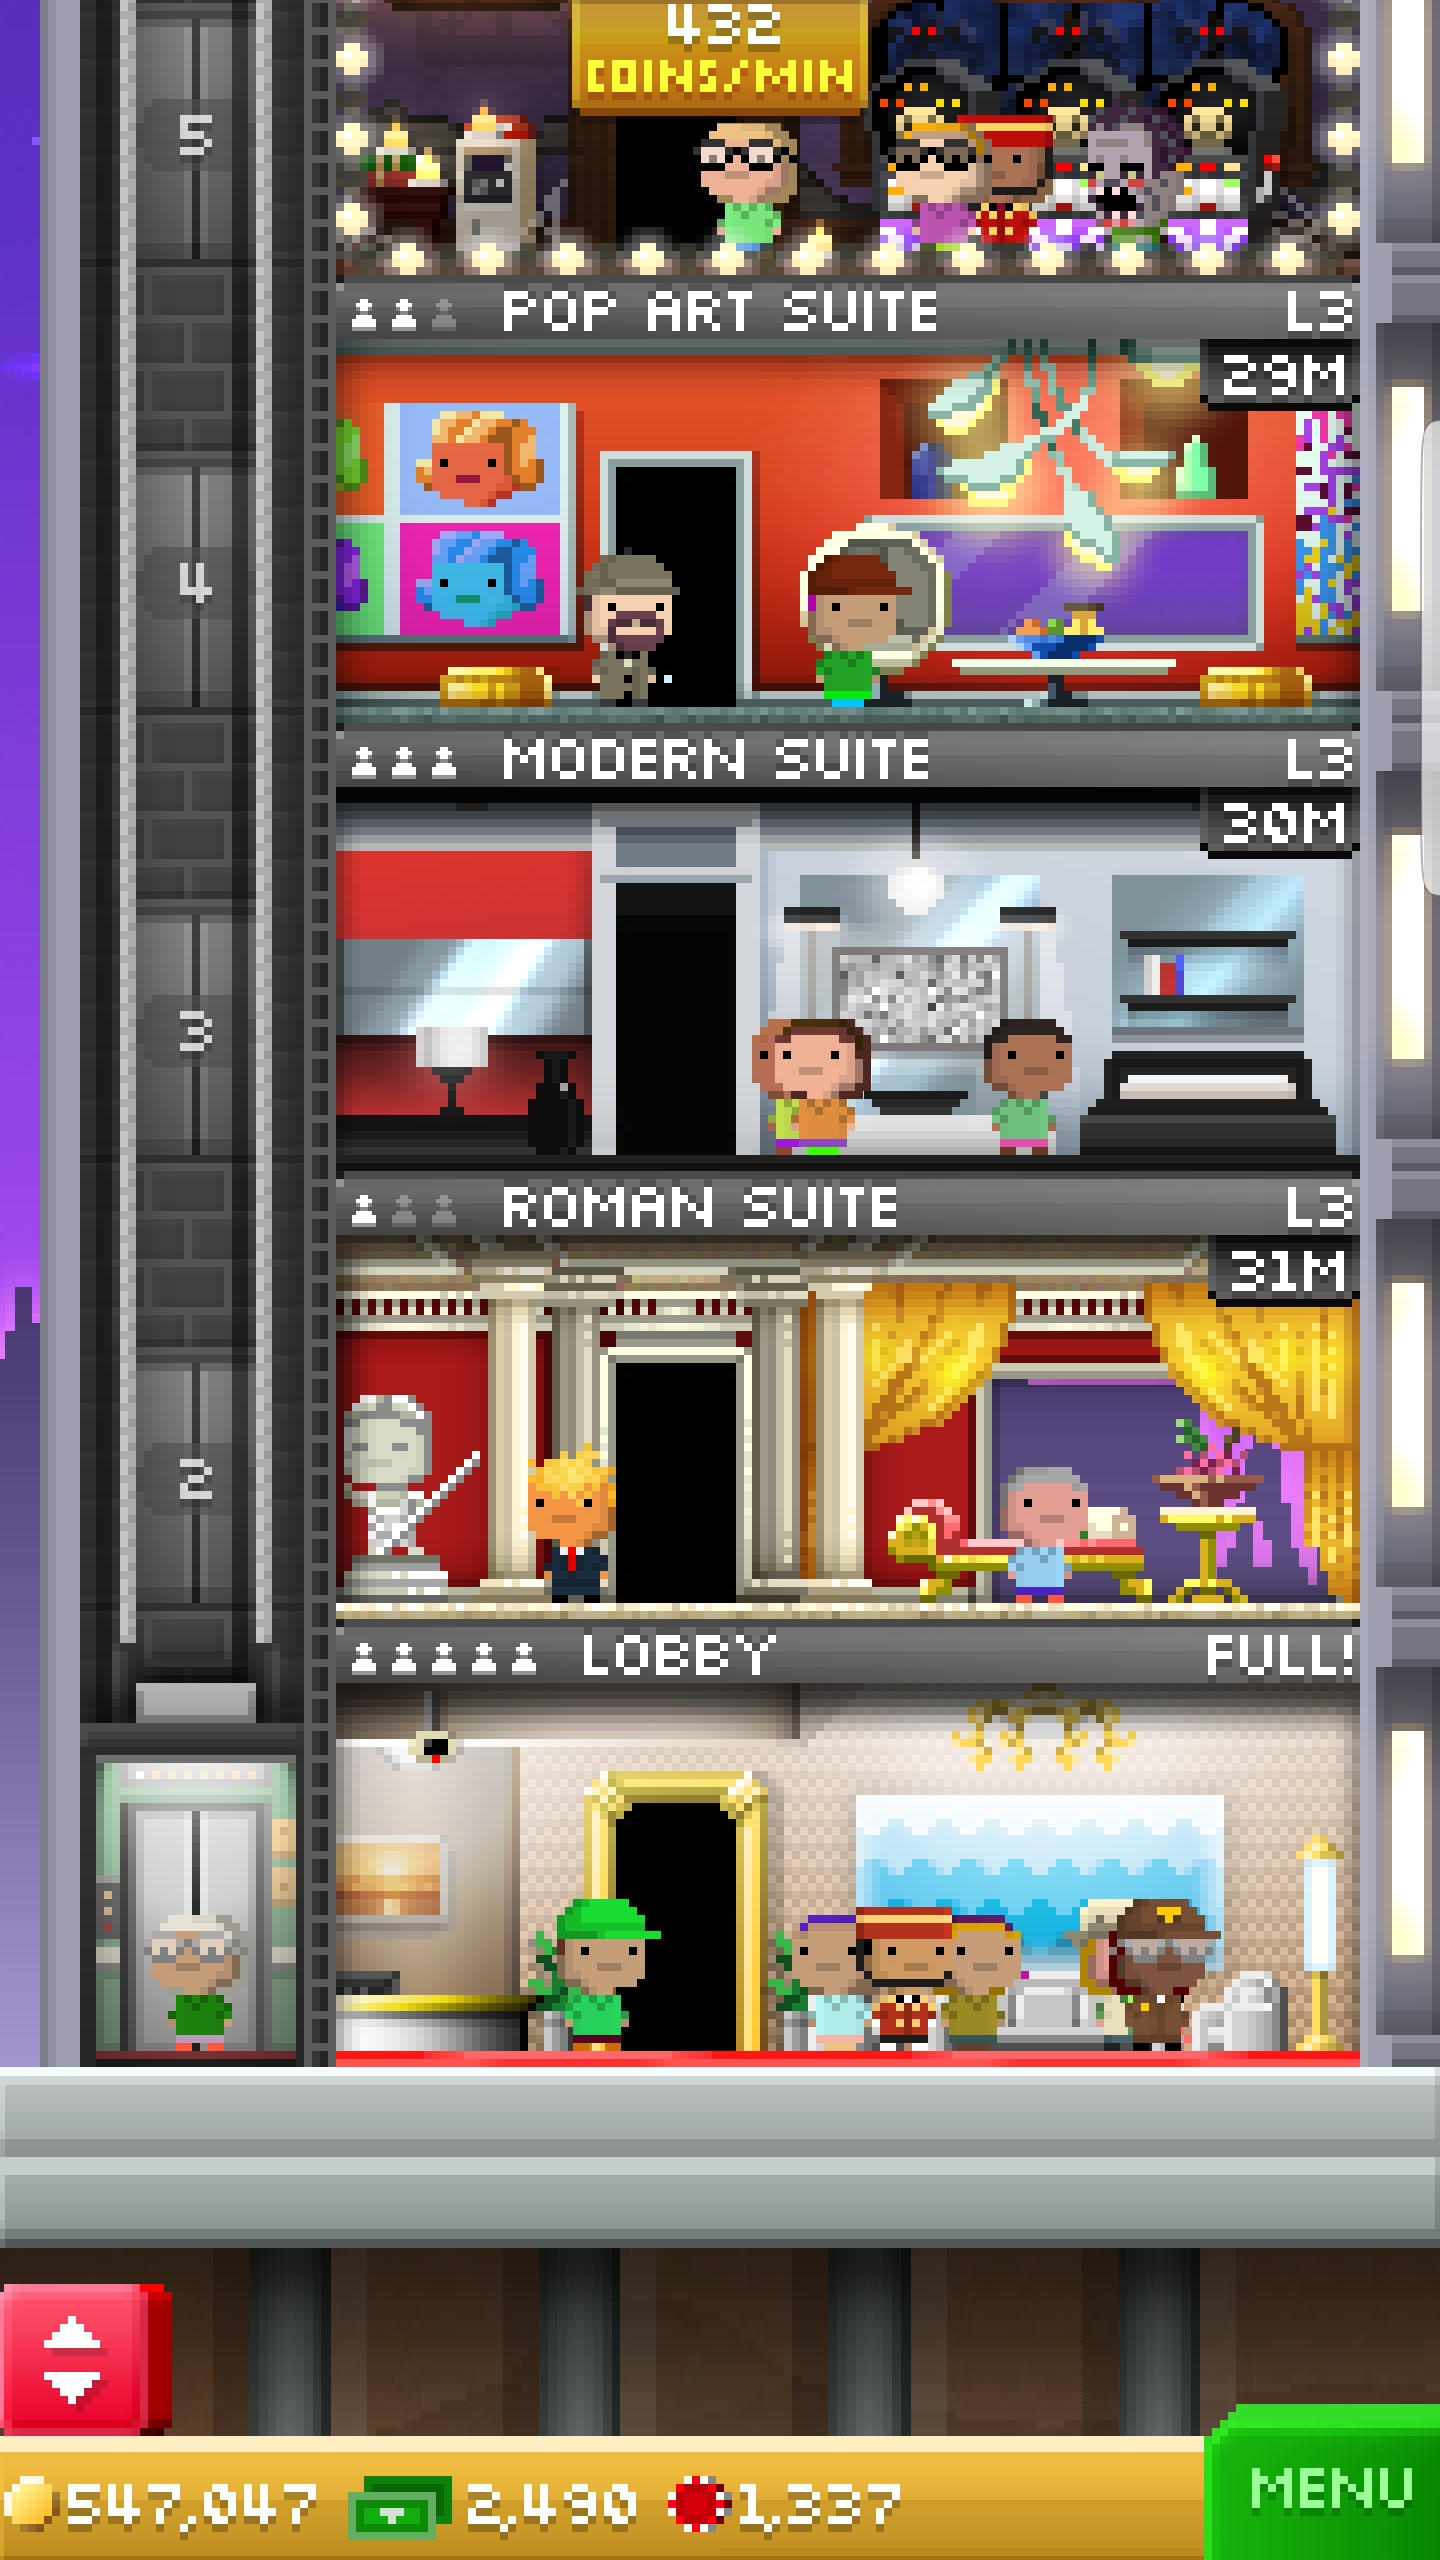 432
COINS/MIN
5
POP ART SUITE L3
29M
4
MODERN SUITE L3
30M
3
ROMAN SUITE L3
31M
2
LOBBY FULL!
547,047 2,490 1,337
MENU